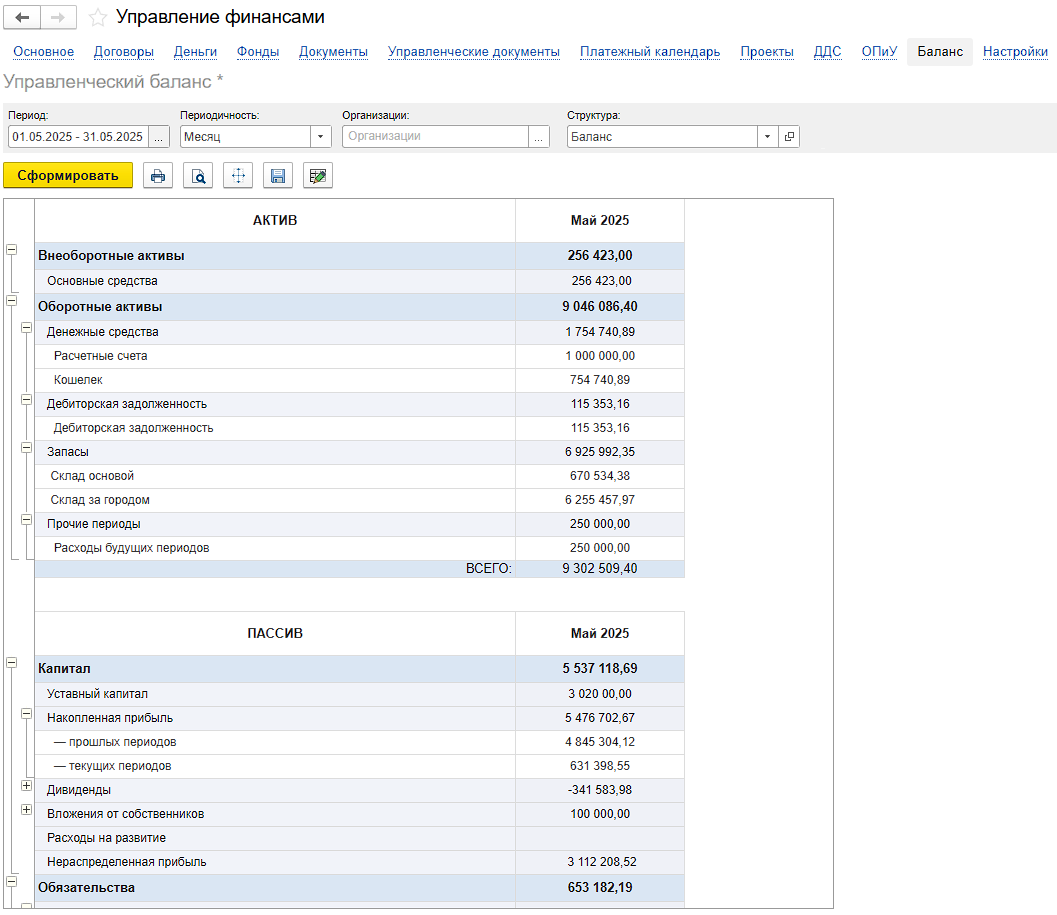 Управление финансами
Основное Договоры Деньги Фонды Документы Управленческие документы Платежный календарь Проекты ДДС ОПиУ Баланс Настройки
Управленческий баланс *
Период: Периодичность: Организации: Структура:
01.05.2025 - 31.05.2025 ... Месяц Организации ... Баланс
Сформировать
АКТИВ Май 2025
Внеоборотные активы 256 423,00
Основные средства 256 423,00
Оборотные активы 9 046 086,40
Денежные средства 1 754 740,89
Расчетные счета 1 000 000,00
Кошелек 754 740,89
Дебиторская задолженность 115 353,16
Дебиторская задолженность 115 353,16
Запасы 6 925 992,35
Склад основой 670 534,38
Склад за городом 6 255 457,97
Прочие периоды 250 000,00
Расходы будущих периодов 250 000,00
ВСЕГО: 9 302 509,40
ПАССИВ Май 2025
Капитал 5 537 118,69
Уставный капитал 3 020 00,00
Накопленная прибыль 5 476 702,67
— прошлых периодов 4 845 304,12
— текущих периодов 631 398,55
Дивиденды -341 583,98
Вложения от собственников 100 000,00
Расходы на развитие
Нераспределенная прибыль 3 112 208,52
Обязательства 653 182,19